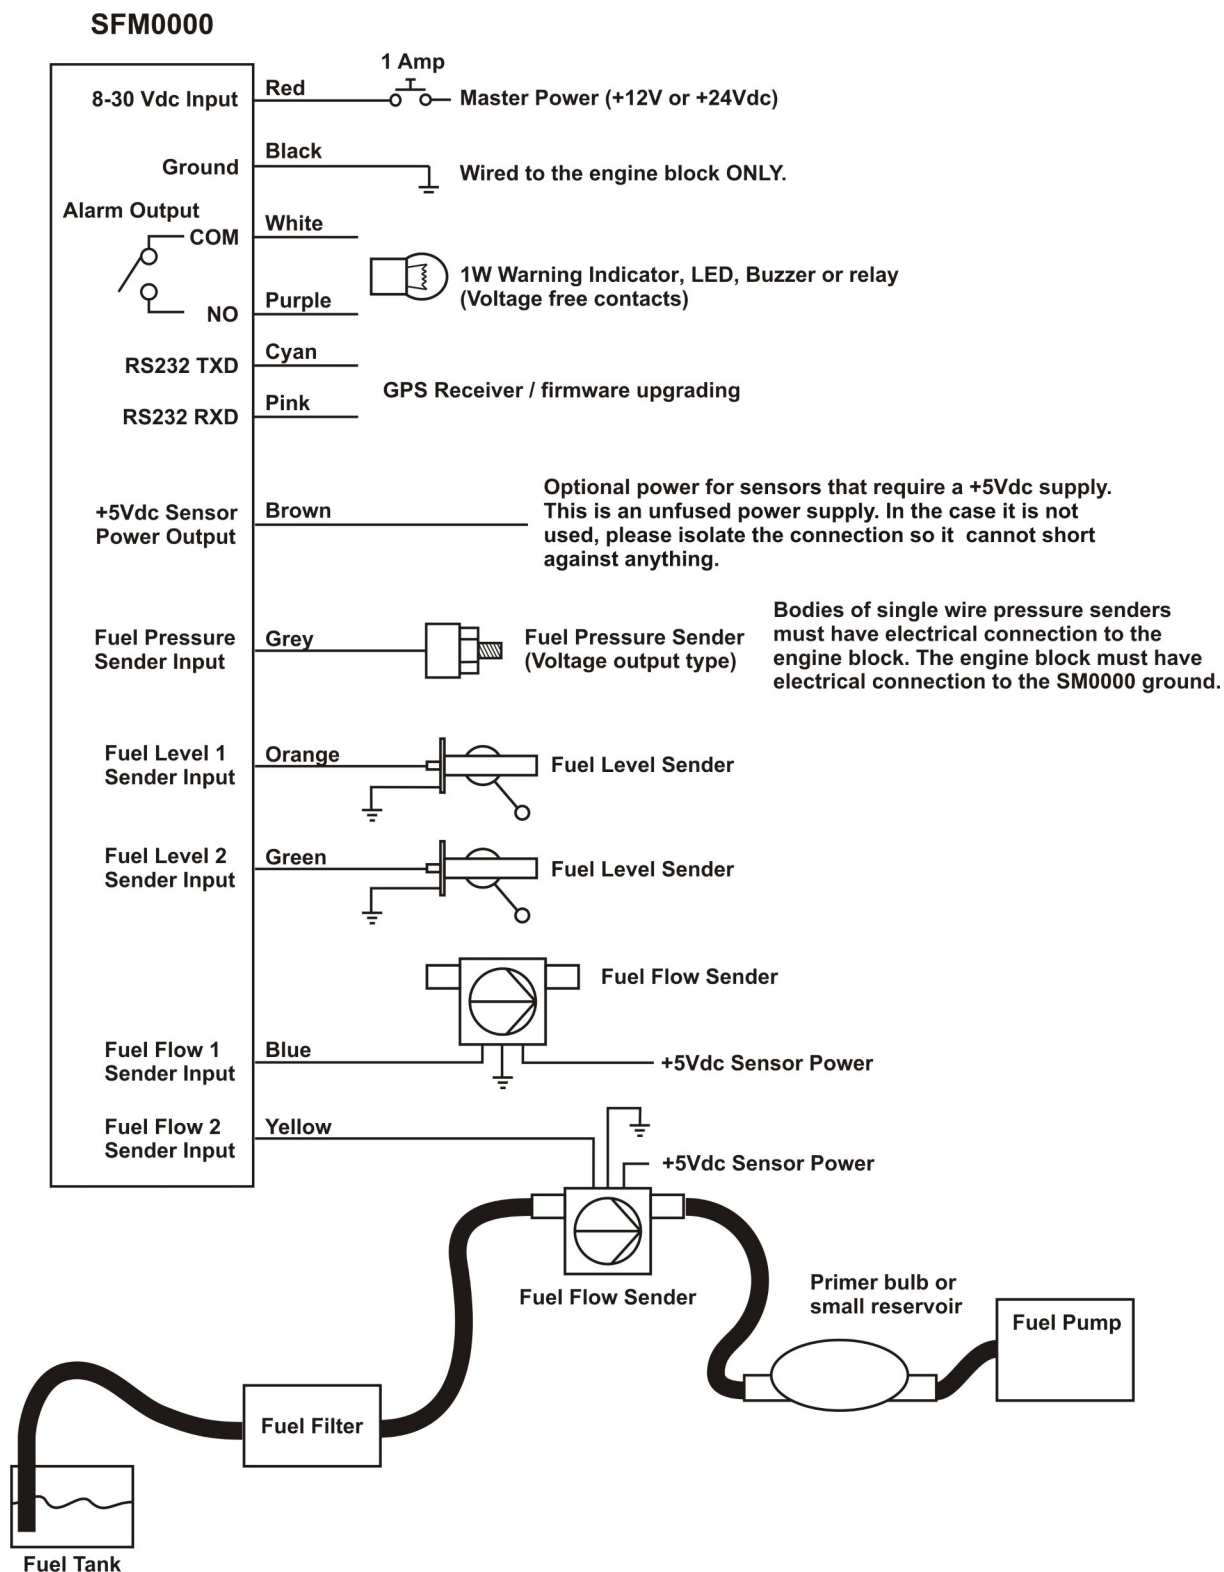 SFM0000
1 Amp
8-30 Vdc Input
Red
Master Power (+12V or +24Vdc)
Ground
Black
Wired to the engine block ONLY.
Alarm Output
COM
White
1W Warning Indicator, LED, Buzzer or relay
(Voltage free contacts)
NO
Purple
RS232 TXD
Cyan
GPS Receiver / firmware upgrading
RS232 RXD
Pink
+5Vdc Sensor
Power Output
Brown
Optional power for sensors that require a +5Vdc supply.
This is an unfused power supply. In the case it is not
used, please isolate the connection so it cannot short
against anything.
Fuel Pressure
Sender Input
Grey
Fuel Pressure Sender
(Voltage output type)
Bodies of single wire pressure senders
must have electrical connection to the
engine block. The engine block must have
electrical connection to the SM0000 ground.
Fuel Level 1
Sender Input
Orange
Fuel Level Sender
Fuel Level 2
Sender Input
Green
Fuel Level Sender
Fuel Flow Sender
Fuel Flow 1
Sender Input
Blue
+5Vdc Sensor Power
Fuel Flow 2
Sender Input
Yellow
+5Vdc Sensor Power
Fuel Flow Sender
Primer bulb or
small reservoir
Fuel Pump
Fuel Filter
Fuel Tank